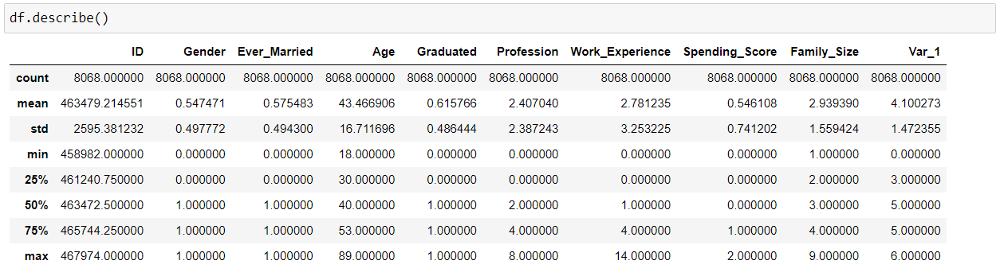 df.describe()
ID Gender Ever_Married Age Graduated Profession Work_Experience Spending_Score Family_Size Var_1
count 8068.000000 8068.000000 8068.000000 8068.000000 8068.000000 8068.000000 8068.000000 8068.000000 8068.000000 8068.000000
mean 463479.214551 0.547471 0.575483 43.466906 0.615766 2.407040 2.781235 0.546108 2.939390 4.100273
std 2595.381232 0.497772 0.494300 16.711696 0.486444 2.387243 3.253225 0.741202 1.559424 1.472355
min 458982.000000 0.000000 0.000000 18.000000 0.000000 0.000000 0.000000 0.000000 1.000000 0.000000
25% 461240.750000 0.000000 0.000000 30.000000 0.000000 0.000000 0.000000 0.000000 2.000000 3.000000
50% 463472.500000 1.000000 1.000000 40.000000 1.000000 2.000000 1.000000 0.000000 3.000000 5.000000
75% 465744.250000 1.000000 1.000000 53.000000 1.000000 4.000000 4.000000 1.000000 4.000000 5.000000
max 467974.000000 1.000000 1.000000 89.000000 1.000000 8.000000 14.000000 2.000000 9.000000 6.000000